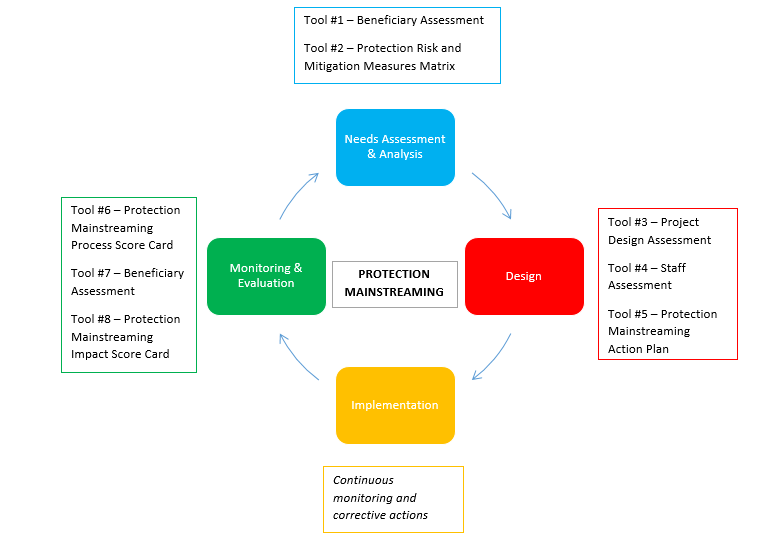 Tool #1 – Beneficiary Assessment
Tool #2 – Protection Risk and
Mitigation Measures Matrix
Needs Assessment
& Analysis
Tool #6 – Protection
Mainstreaming
Process Score Card
Tool #7 – Beneficiary
Assessment
Tool #8 – Protection
Mainstreaming
Impact Score Card
Monitoring &
Evaluation
PROTECTION
MAINSTREAMING
Design
Tool #3 – Project
Design Assessment
Tool #4 – Staff
Assessment
Tool #5 – Protection
Mainstreaming
Action Plan
Implementation
Continuous
monitoring and
corrective actions